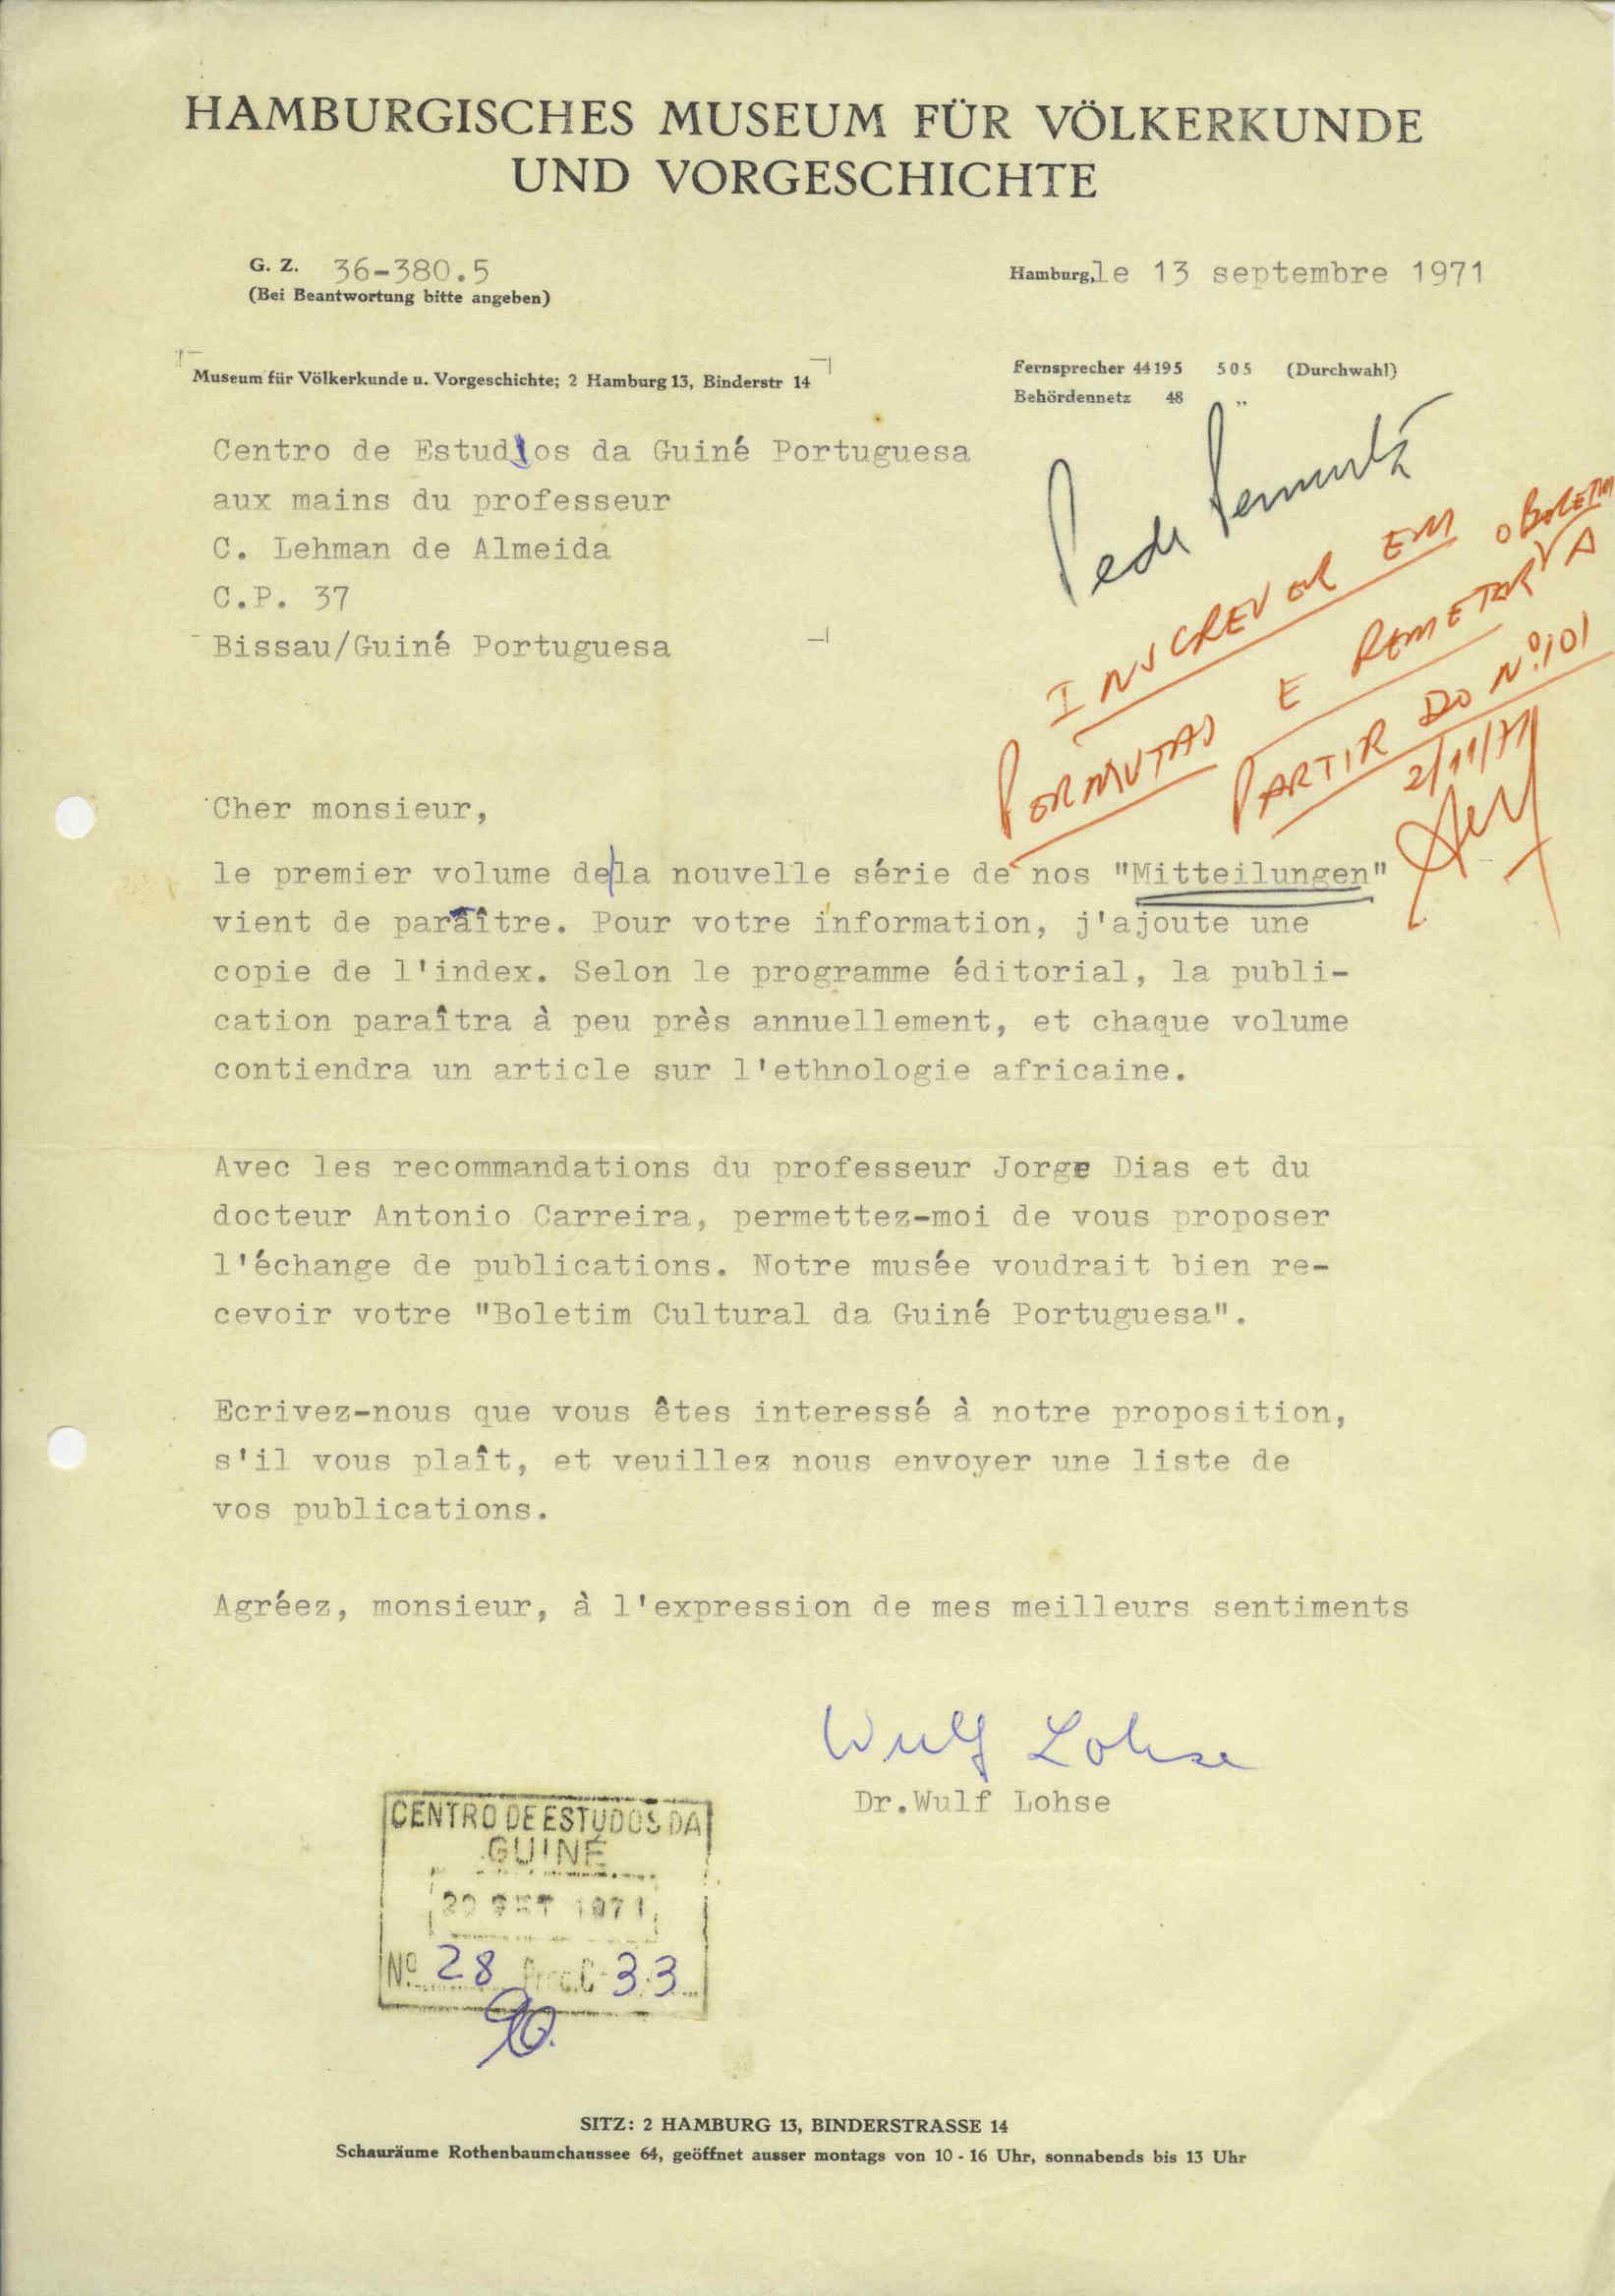 HAMBURGISCHES MUSEUM FÜR VÖLKERKUNDE
UND VORGESCHICHTE
G. Z. 36-380.5
(Bei Beantwortung bitte angeben)
Hamburg, le 13 septembre 1971
Museum für Völkerkunde u. Vorgeschichte; 2 Hamburg 13, Binderstr 14
Fernsprecher 44195 505 (Durchwahl)
Behördennetz 48 "
Centro de Estudios da Guiné Portuguesa
aux mains du professeur
C. Lehman de Almeida
C.P. 37
Bissau/Guiné Portuguesa
Pede Permuta
INSCREVER EM
PERMUTAS E REMETER
O BOLETIM
A
PARTIR DO Nº 101
2/11/71
Cher monsieur,
le premier volume de la nouvelle série de nos "Mitteilungen"
vient de paraître. Pour votre information, j'ajoute une
copie de l'index. Selon le programme éditorial, la publi-
cation paraîtra à peu près annuellement, et chaque volume
contiendra un article sur l'ethnologie africaine.
Avec les recommandations du professeur Jorge Dias et du
docteur Antonio Carreira, permettez-moi de vous proposer
l'échange de publications. Notre musée voudrait bien re-
cevoir votre "Boletim Cultural da Guiné Portuguesa".
Ecrivez-nous que vous êtes interessé à notre proposition,
s'il vous plaît, et veuillez nous envoyer une liste de
vos publications.
Agréez, monsieur, à l'expression de mes meilleurs sentiments
Wulf Lohse
Dr.Wulf Lohse
CENTRO DE ESTUDOS DA
GUINÉ
SET 1971
Nº 28 Proc. C-3.3
SITZ: 2 HAMBURG 13, BINDERSTRASSE 14
Schauräume Rothenbaumchaussee 64, geöffnet ausser montags von 10 - 16 Uhr, sonnabends bis 13 Uhr